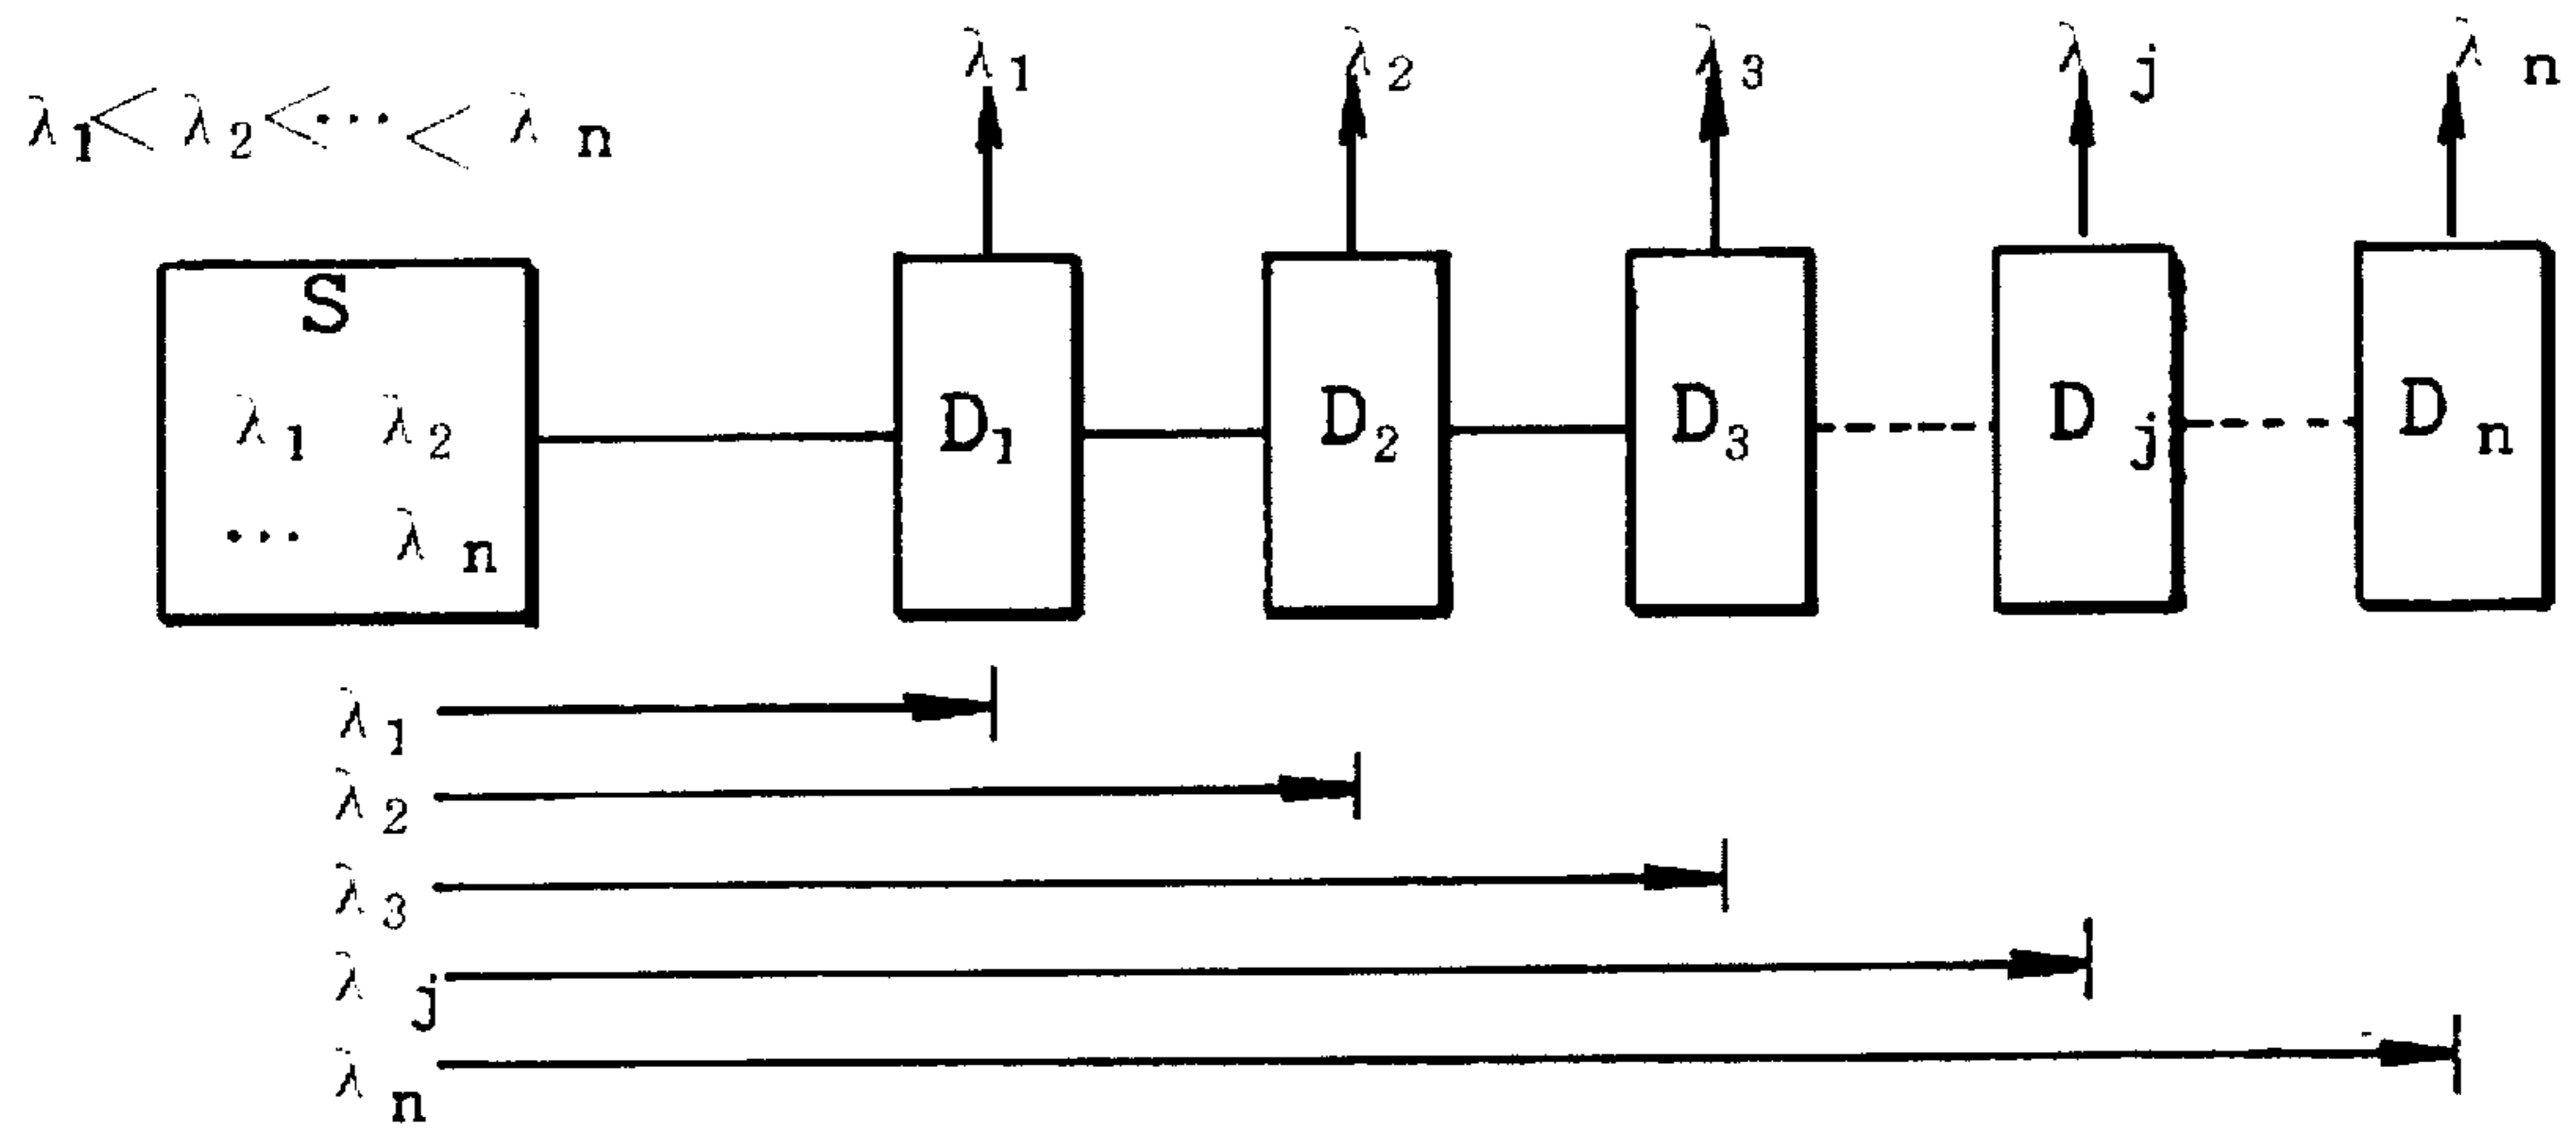 λ1 λ2 λ3 λj λn
λ1< λ2<···< λn
S
λ1 λ2
··· λn
D1 D2 D3 Dj Dn
λ1
λ2
λ3
λj
λn